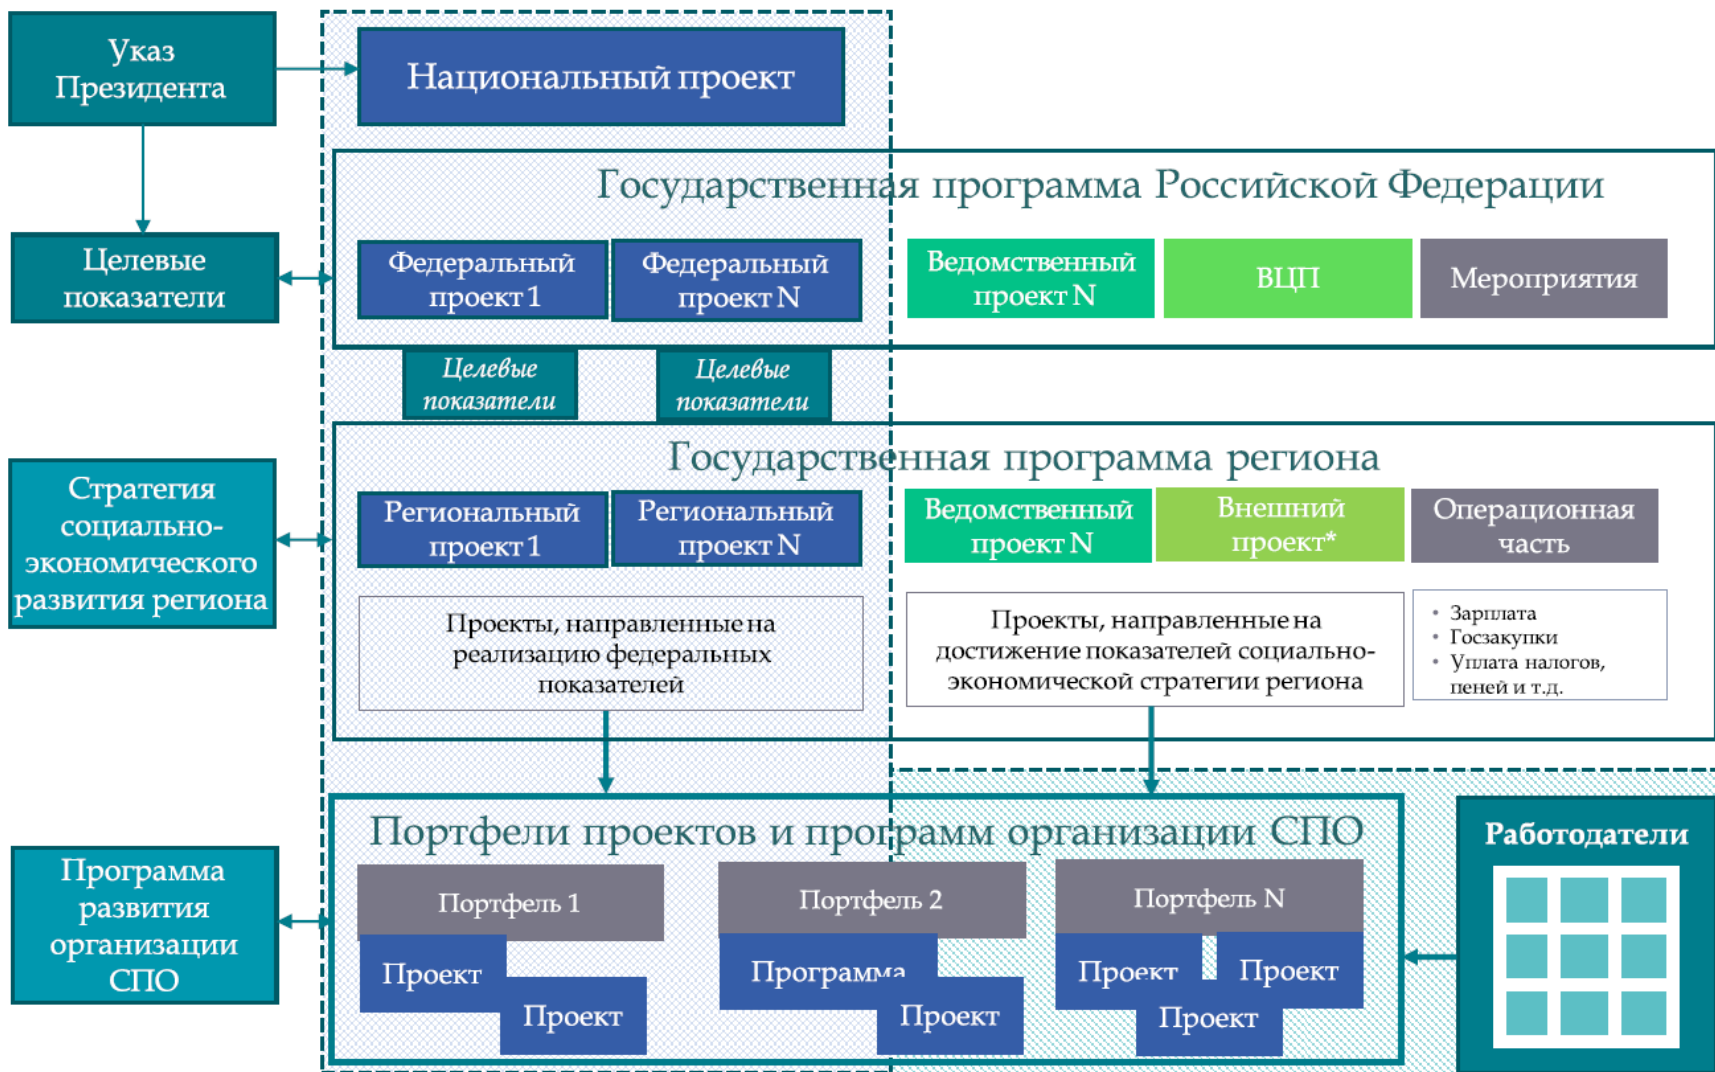 Указ
Президента
Национальный проект
Государственная программа Российской Федерации
Целевые
показатели
Федеральный
проект 1
Федеральный
проект N
Ведомственный
проект N
ВЦП
Мероприятия
Целевые
показатели
Целевые
показатели
Государственная программа региона
Стратегия
социально-
экономического
развития региона
Региональный
проект 1
Региональный
проект N
Ведомственный
проект N
Внешний
проект*
Операционная
часть
Проекты, направленные на
реализацию федеральных
показателей
Проекты, направленные на
достижение показателей социально-
экономической стратегии региона
• Зарплата
• Госзакупки
• Уплата налогов,
пеней и т.д.
Портфели проектов и программ организации СПО
Работодатели
Программа
развития
организации
СПО
Портфель 1
Проект
Проект
Портфель 2
Программа
Проект
Портфель N
Проект
Проект
Проект